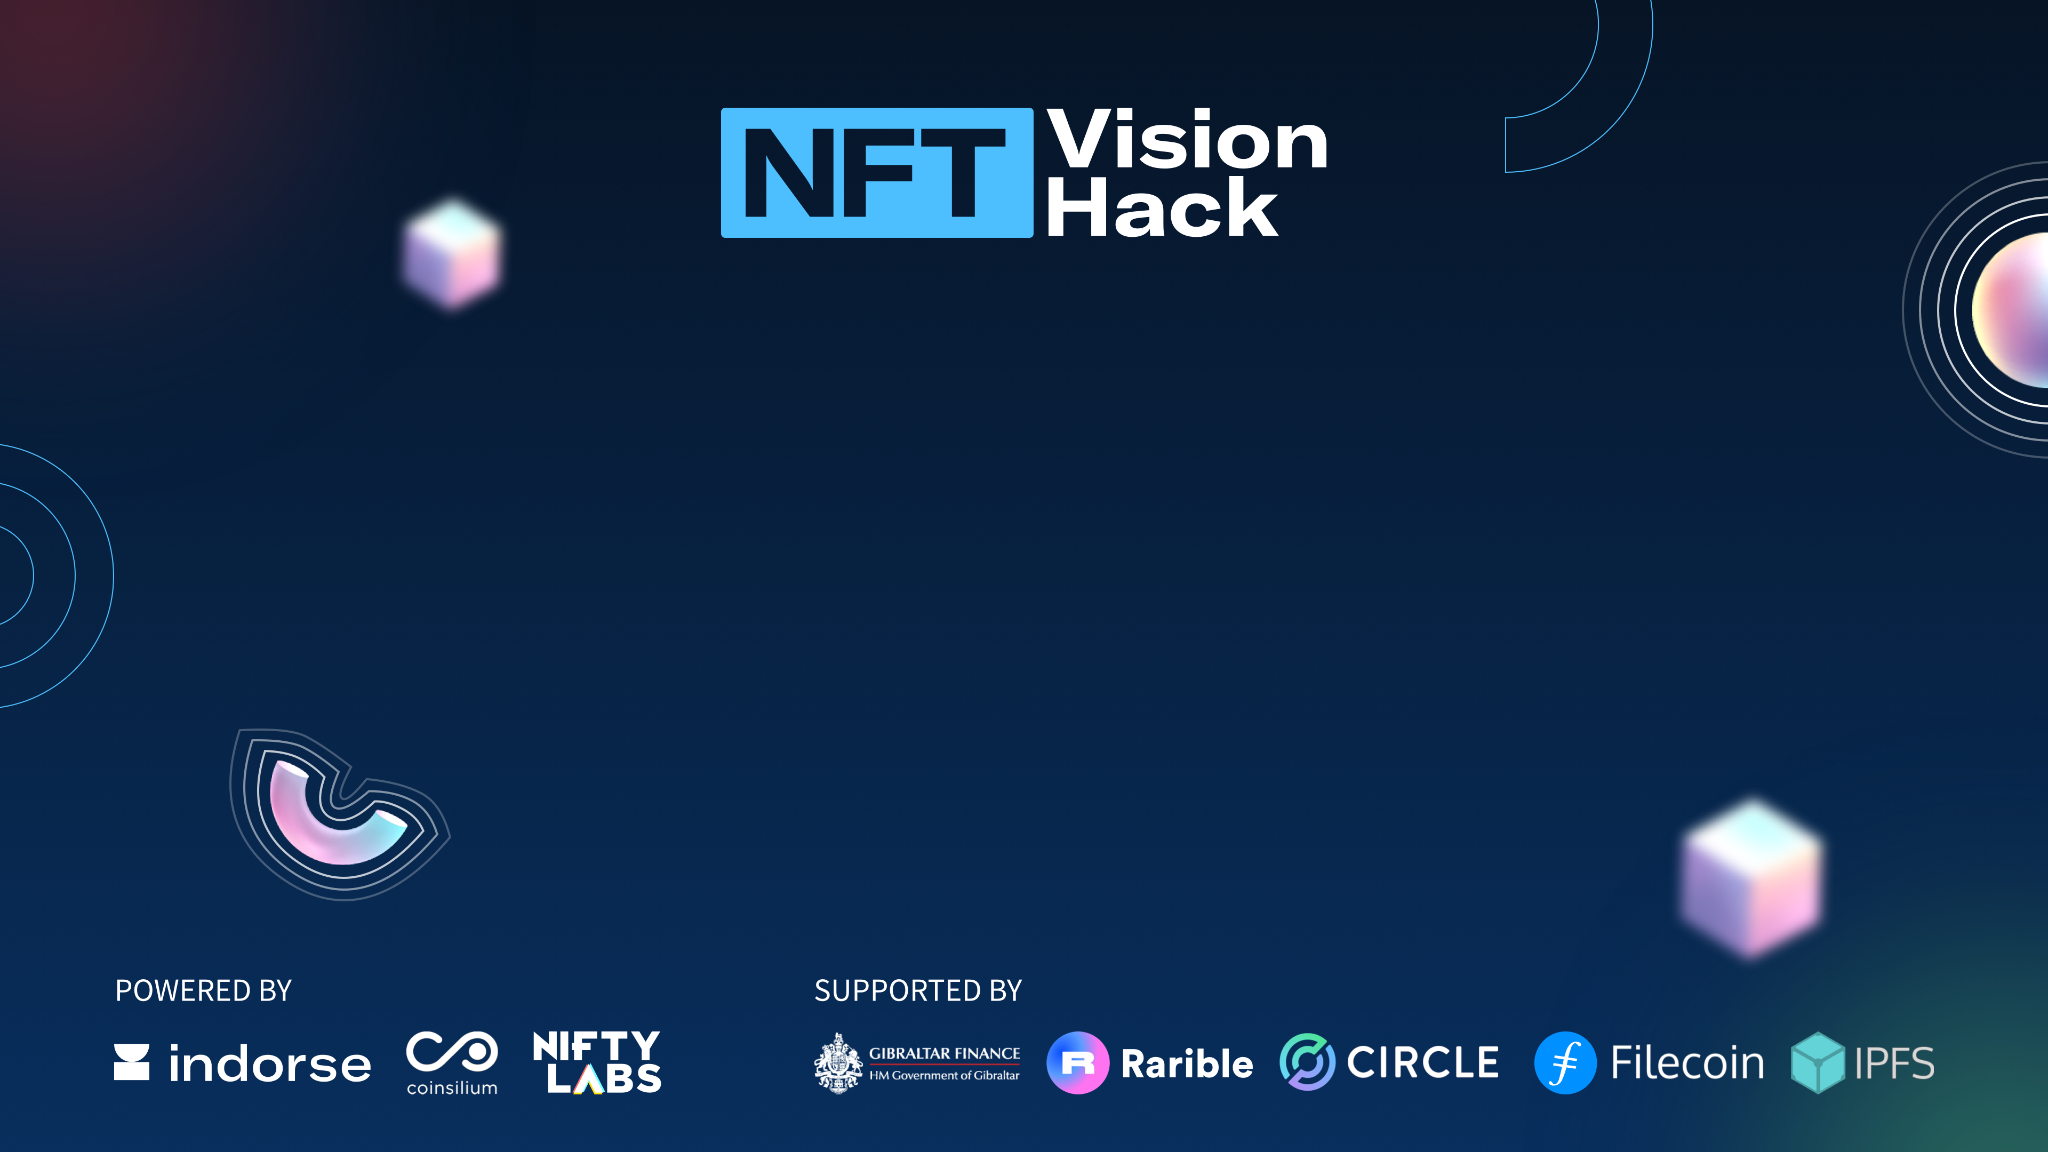 NFT Vision
Hack
POWERED BY
indorse
coinsilium
NIFTY
LABS
SUPPORTED BY
GIBRALTAR FINANCE
HM Government of Gibraltar
R Rarible
CIRCLE
Filecoin
IPFS